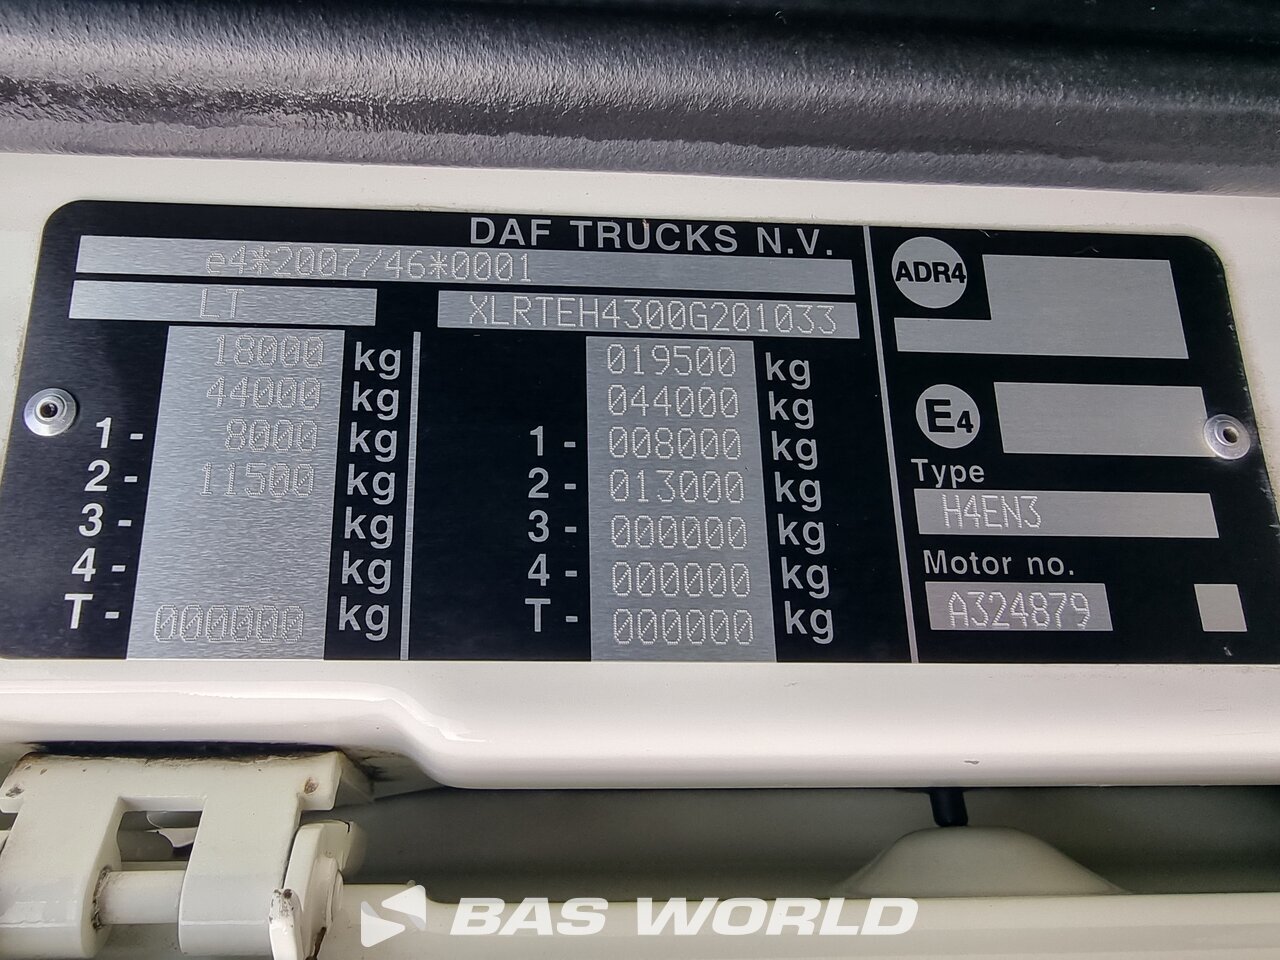 DAF TRUCKS N.V.
e4*2007/46*0001
LT XLRTEH4300G201033
18000 kg 019500 kg
44000 kg 044000 kg
1- 8000 kg 1- 008000 kg
2- 11500 kg 2- 013000 kg
3- kg 3- 000000 kg
4- kg 4- 000000 kg
T- 000000 kg T- 000000 kg
ADR4
E4
Type
H4EN3
Motor no.
A324879
BAS WORLD